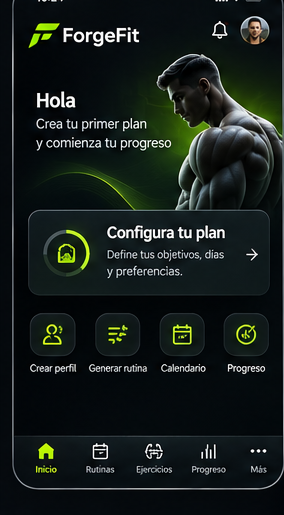 ForgeFit
Hola
Crea tu primer plan
y comienza tu progreso
Configura tu plan
Define tus objetivos, días
y preferencias.
Crear perfil
Generar rutina
Calendario
Progreso
Inicio
Rutinas
Ejercicios
Progreso
Más